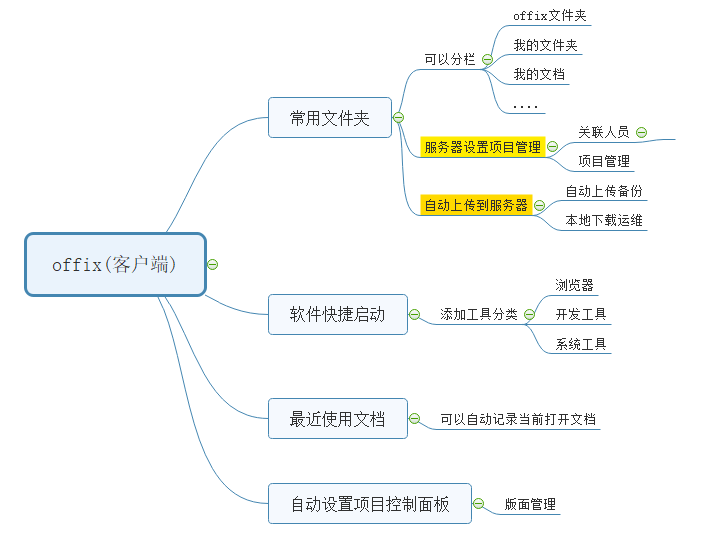 offix(客户端)
常用文件夹
可以分栏
offix文件夹
我的文件夹
我的文档
....
服务器设置项目管理
关联人员
项目管理
自动上传到服务器
自动上传备份
本地下载运维
软件快捷启动
添加工具分类
浏览器
开发工具
系统工具
最近使用文档
可以自动记录当前打开文档
自动设置项目控制面板
版面管理